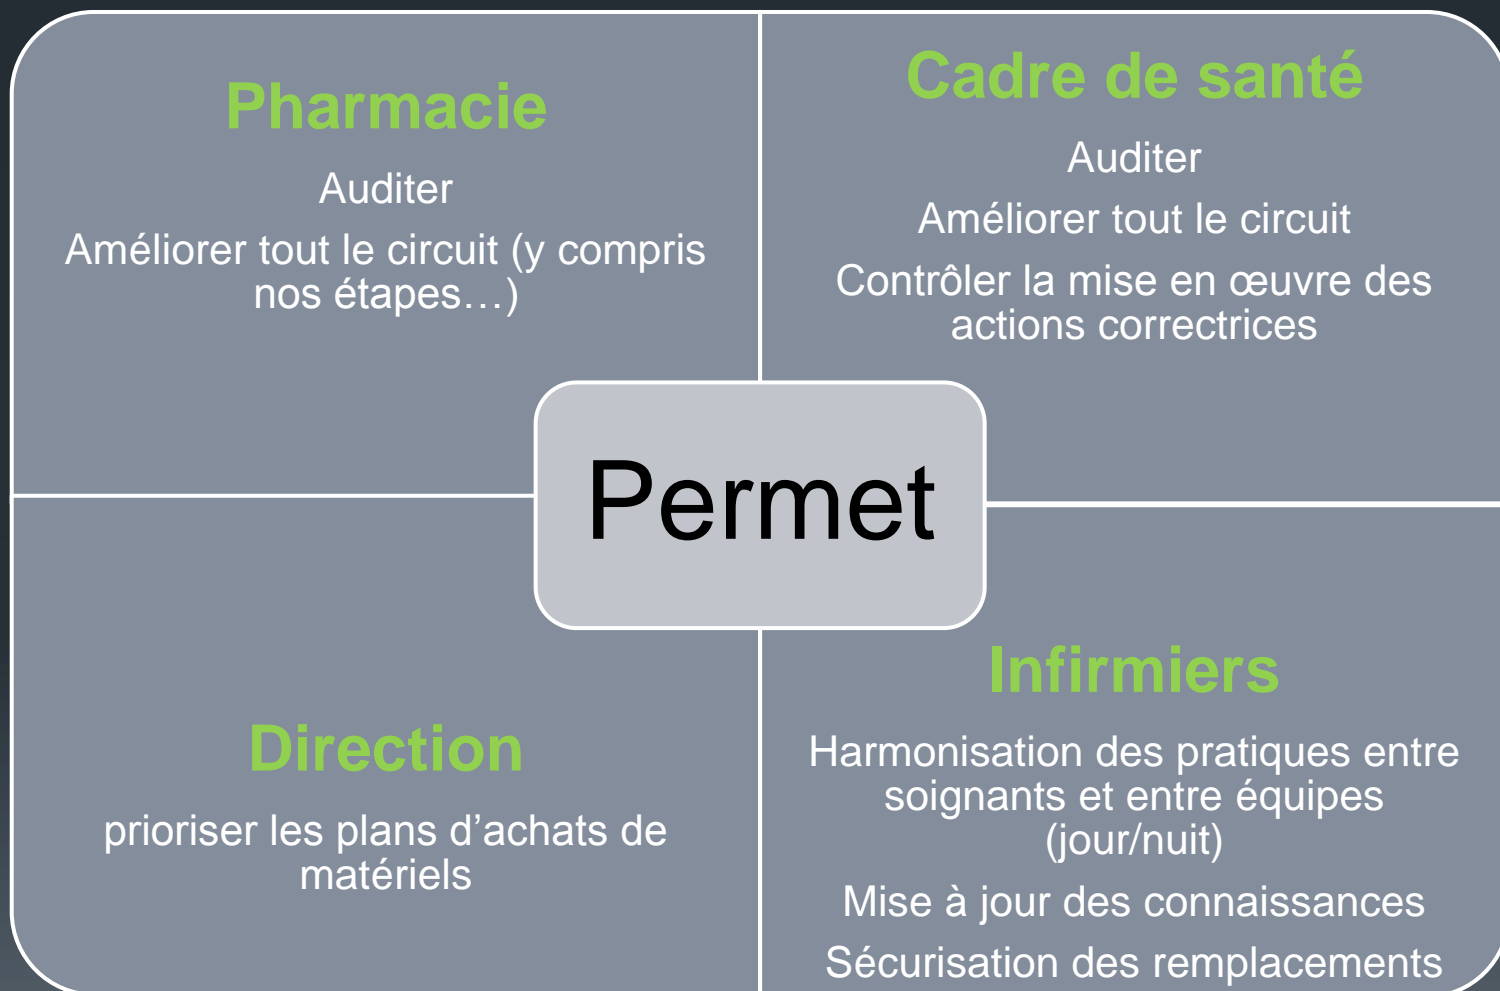 Pharmacie
Auditer
Améliorer tout le circuit (y compris
nos étapes…)
Cadre de santé
Auditer
Améliorer tout le circuit
Contrôler la mise en œuvre des
actions correctrices
Permet
Direction
prioriser les plans d’achats de
matériels
Infirmiers
Harmonisation des pratiques entre
soignants et entre équipes
(jour/nuit)
Mise à jour des connaissances
Sécurisation des remplacements